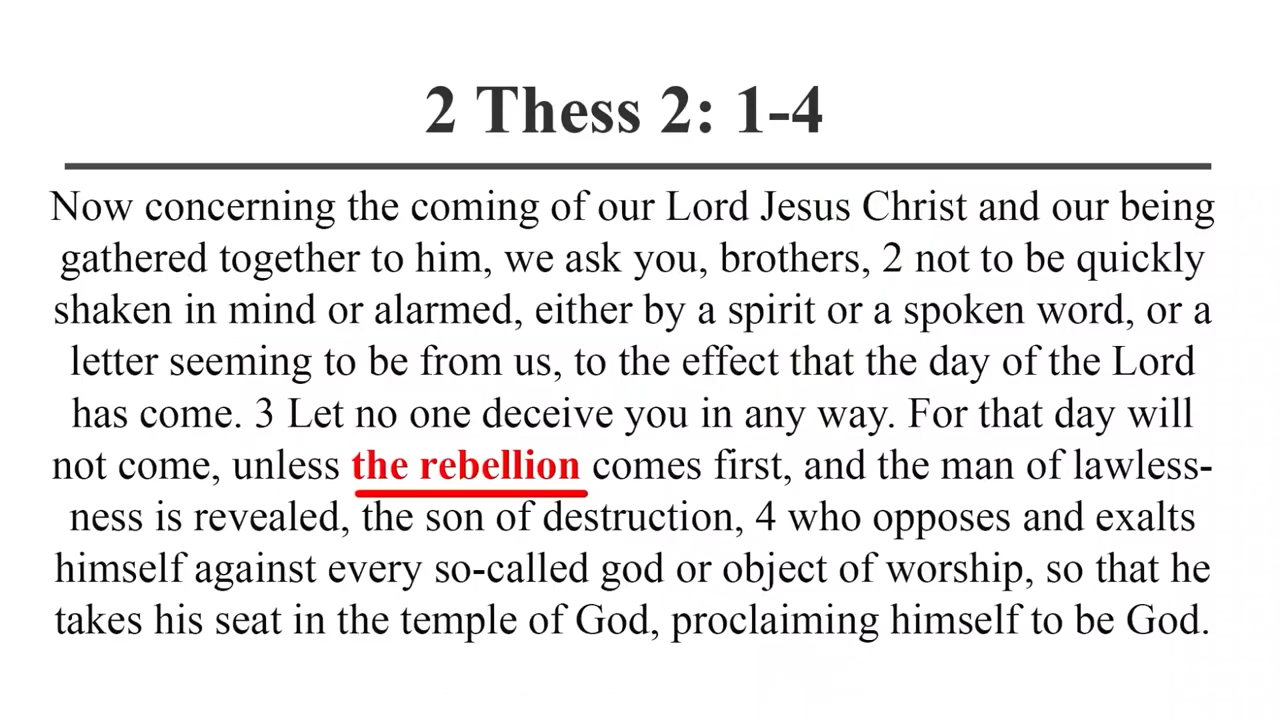 2 Thess 2: 1-4
Now concerning the coming of our Lord Jesus Christ and our being
gathered together to him, we ask you, brothers, 2 not to be quickly
shaken in mind or alarmed, either by a spirit or a spoken word, or a
letter seeming to be from us, to the effect that the day of the Lord
has come. 3 Let no one deceive you in any way. For that day will
not come, unless the rebellion comes first, and the man of lawless-
ness is revealed, the son of destruction, 4 who opposes and exalts
himself against every so-called god or object of worship, so that he
takes his seat in the temple of God, proclaiming himself to be God.